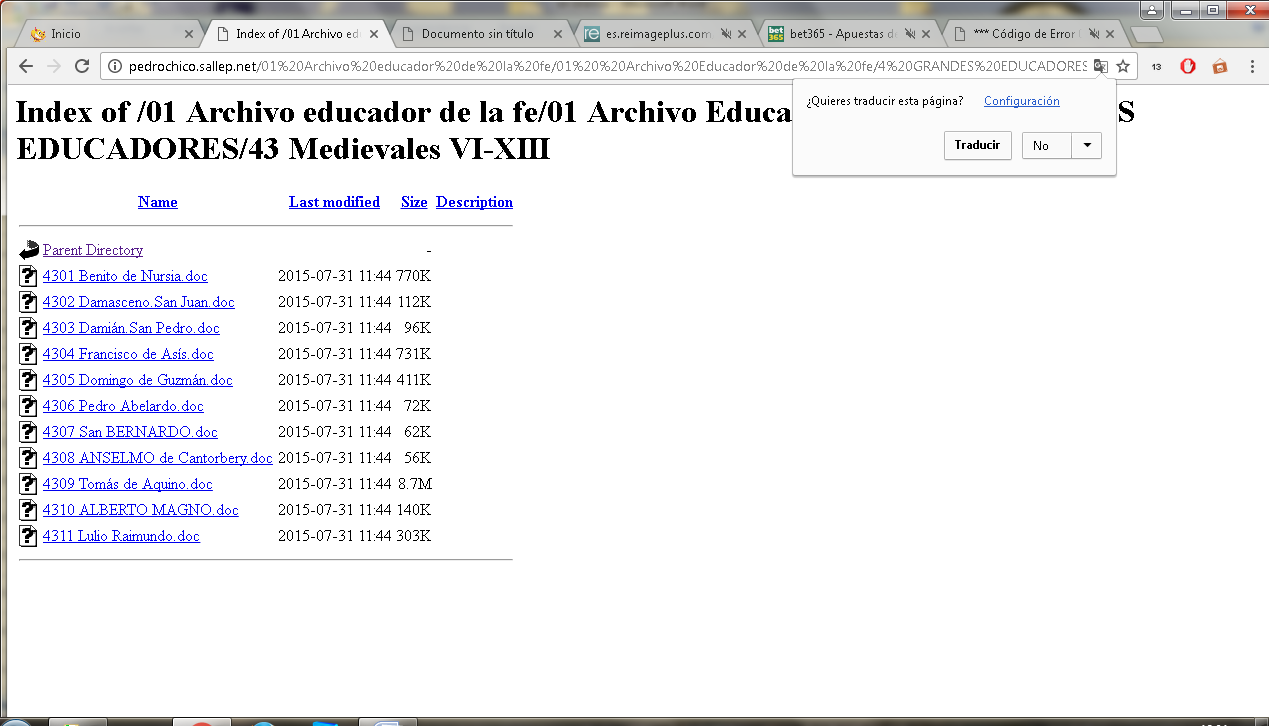 Inicio
Index of /01 Archivo ed
Documento sin título
es.reimageplus.com
bet365 - Apuestas d
*** Código de Error
pedrochico.sallep.net/01%20Archivo%20educador%20de%20la%20fe/01%20%20Archivo%20Educador%20de%20la%20fe/4%20GRANDES%20EDUCADORES
13
¿Quieres traducir esta página? Configuración
Traducir No
Index of /01 Archivo educador de la fe/01 Archivo Educa S
EDUCADORES/43 Medievales VI-XIII
Name Last modified Size Description
Parent Directory -
4301 Benito de Nursia.doc 2015-07-31 11:44 770K
4302 Damasceno.San Juan.doc 2015-07-31 11:44 112K
4303 Damián.San Pedro.doc 2015-07-31 11:44 96K
4304 Francisco de Asís.doc 2015-07-31 11:44 731K
4305 Domingo de Guzmán.doc 2015-07-31 11:44 411K
4306 Pedro Abelardo.doc 2015-07-31 11:44 72K
4307 San BERNARDO.doc 2015-07-31 11:44 62K
4308 ANSELMO de Cantorbery.doc 2015-07-31 11:44 56K
4309 Tomás de Aquino.doc 2015-07-31 11:44 8.7M
4310 ALBERTO MAGNO.doc 2015-07-31 11:44 140K
4311 Lulio Raimundo.doc 2015-07-31 11:44 303K